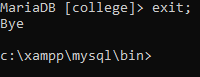 MariaDB [college]> exit;
Bye
c:\xampp\mysql\bin>